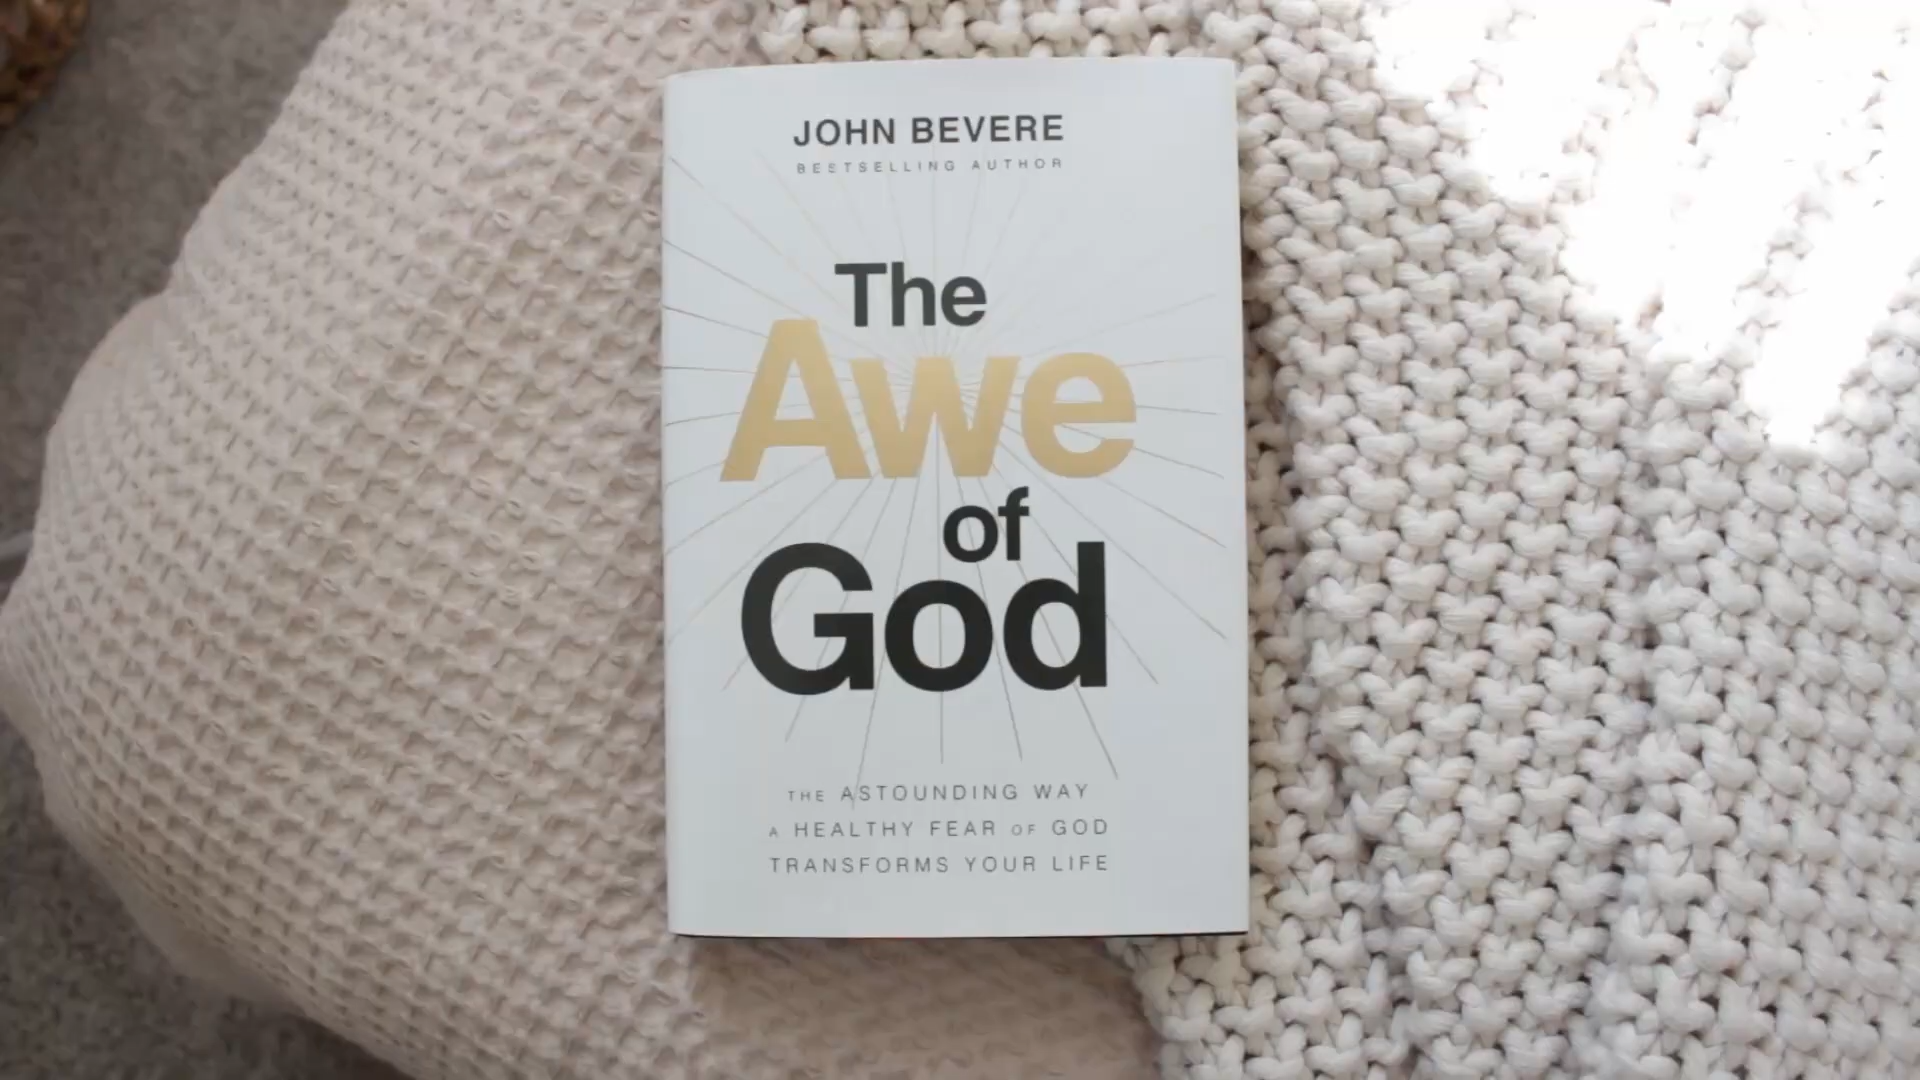 JOHN BEVERE
BESTSELLING AUTHOR
The
Awe
of
God
THE ASTOUNDING WAY
A HEALTHY FEAR OF GOD
TRANSFORMS YOUR LIFE